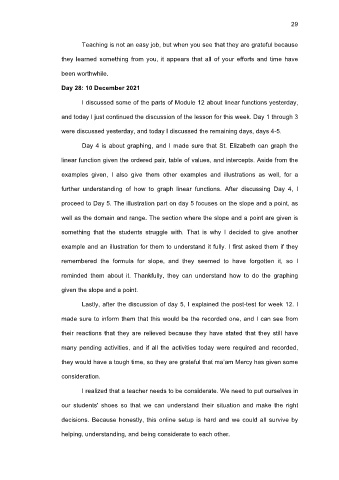 29
Teaching is not an easy job, but when you see that they are grateful because
they learned something from you, it appears that all of your efforts and time have
been worthwhile.
Day 28: 10 December 2021
I discussed some of the parts of Module 12 about linear functions yesterday,
and today I just continued the discussion of the lesson for this week. Day 1 through 3
were discussed yesterday, and today I discussed the remaining days, days 4-5.
Day 4 is about graphing, and I made sure that St. Elizabeth can graph the
linear function given the ordered pair, table of values, and intercepts. Aside from the
examples given, I also give them other examples and illustrations as well, for a
further understanding of how to graph linear functions. After discussing Day 4, I
proceed to Day 5. The illustration part on day 5 focuses on the slope and a point, as
well as the domain and range. The section where the slope and a point are given is
something that the students struggle with. That is why I decided to give another
example and an illustration for them to understand it fully. I first asked them if they
remembered the formula for slope, and they seemed to have forgotten it, so I
reminded them about it. Thankfully, they can understand how to do the graphing
given the slope and a point.
Lastly, after the discussion of day 5, I explained the post-test for week 12. I
made sure to inform them that this would be the recorded one, and I can see from
their reactions that they are relieved because they have stated that they still have
many pending activities. and if all the activities today were required and recorded,
they would have a tough time, so they are grateful that ma'am Mercy has given some
consideration.
I realized that a teacher needs to be considerate. We need to put ourselves in
our students' shoes so that we can understand their situation and make the right
decisions. Because honestly, this online setup is hard and we could all survive by
helping, understanding, and being considerate to each other.